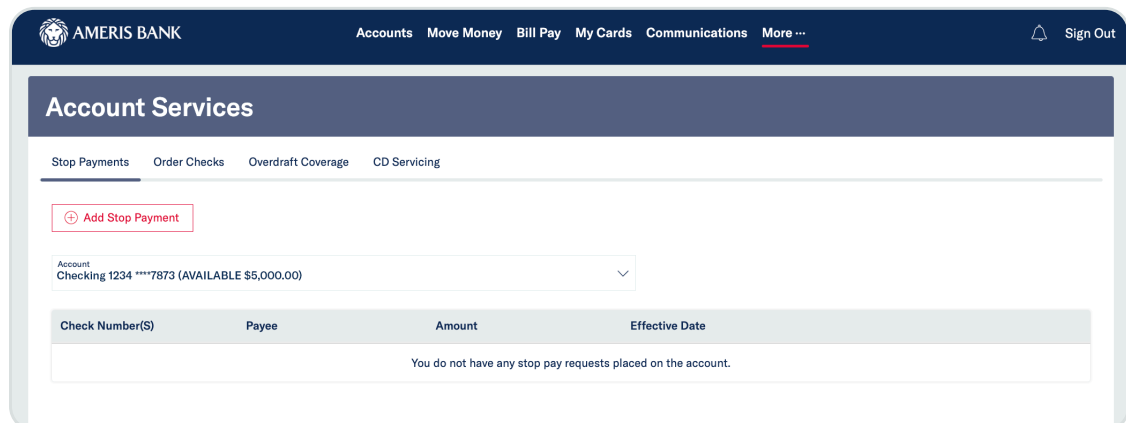 AMERIS BANK
Accounts Move Money Bill Pay My Cards Communications More ··· Sign Out
Account Services
Stop Payments Order Checks Overdraft Coverage CD Servicing
Add Stop Payment
Account
Checking 1234 ****7873 (AVAILABLE $5,000.00)
Check Number(S) Payee Amount Effective Date
You do not have any stop pay requests placed on the account.